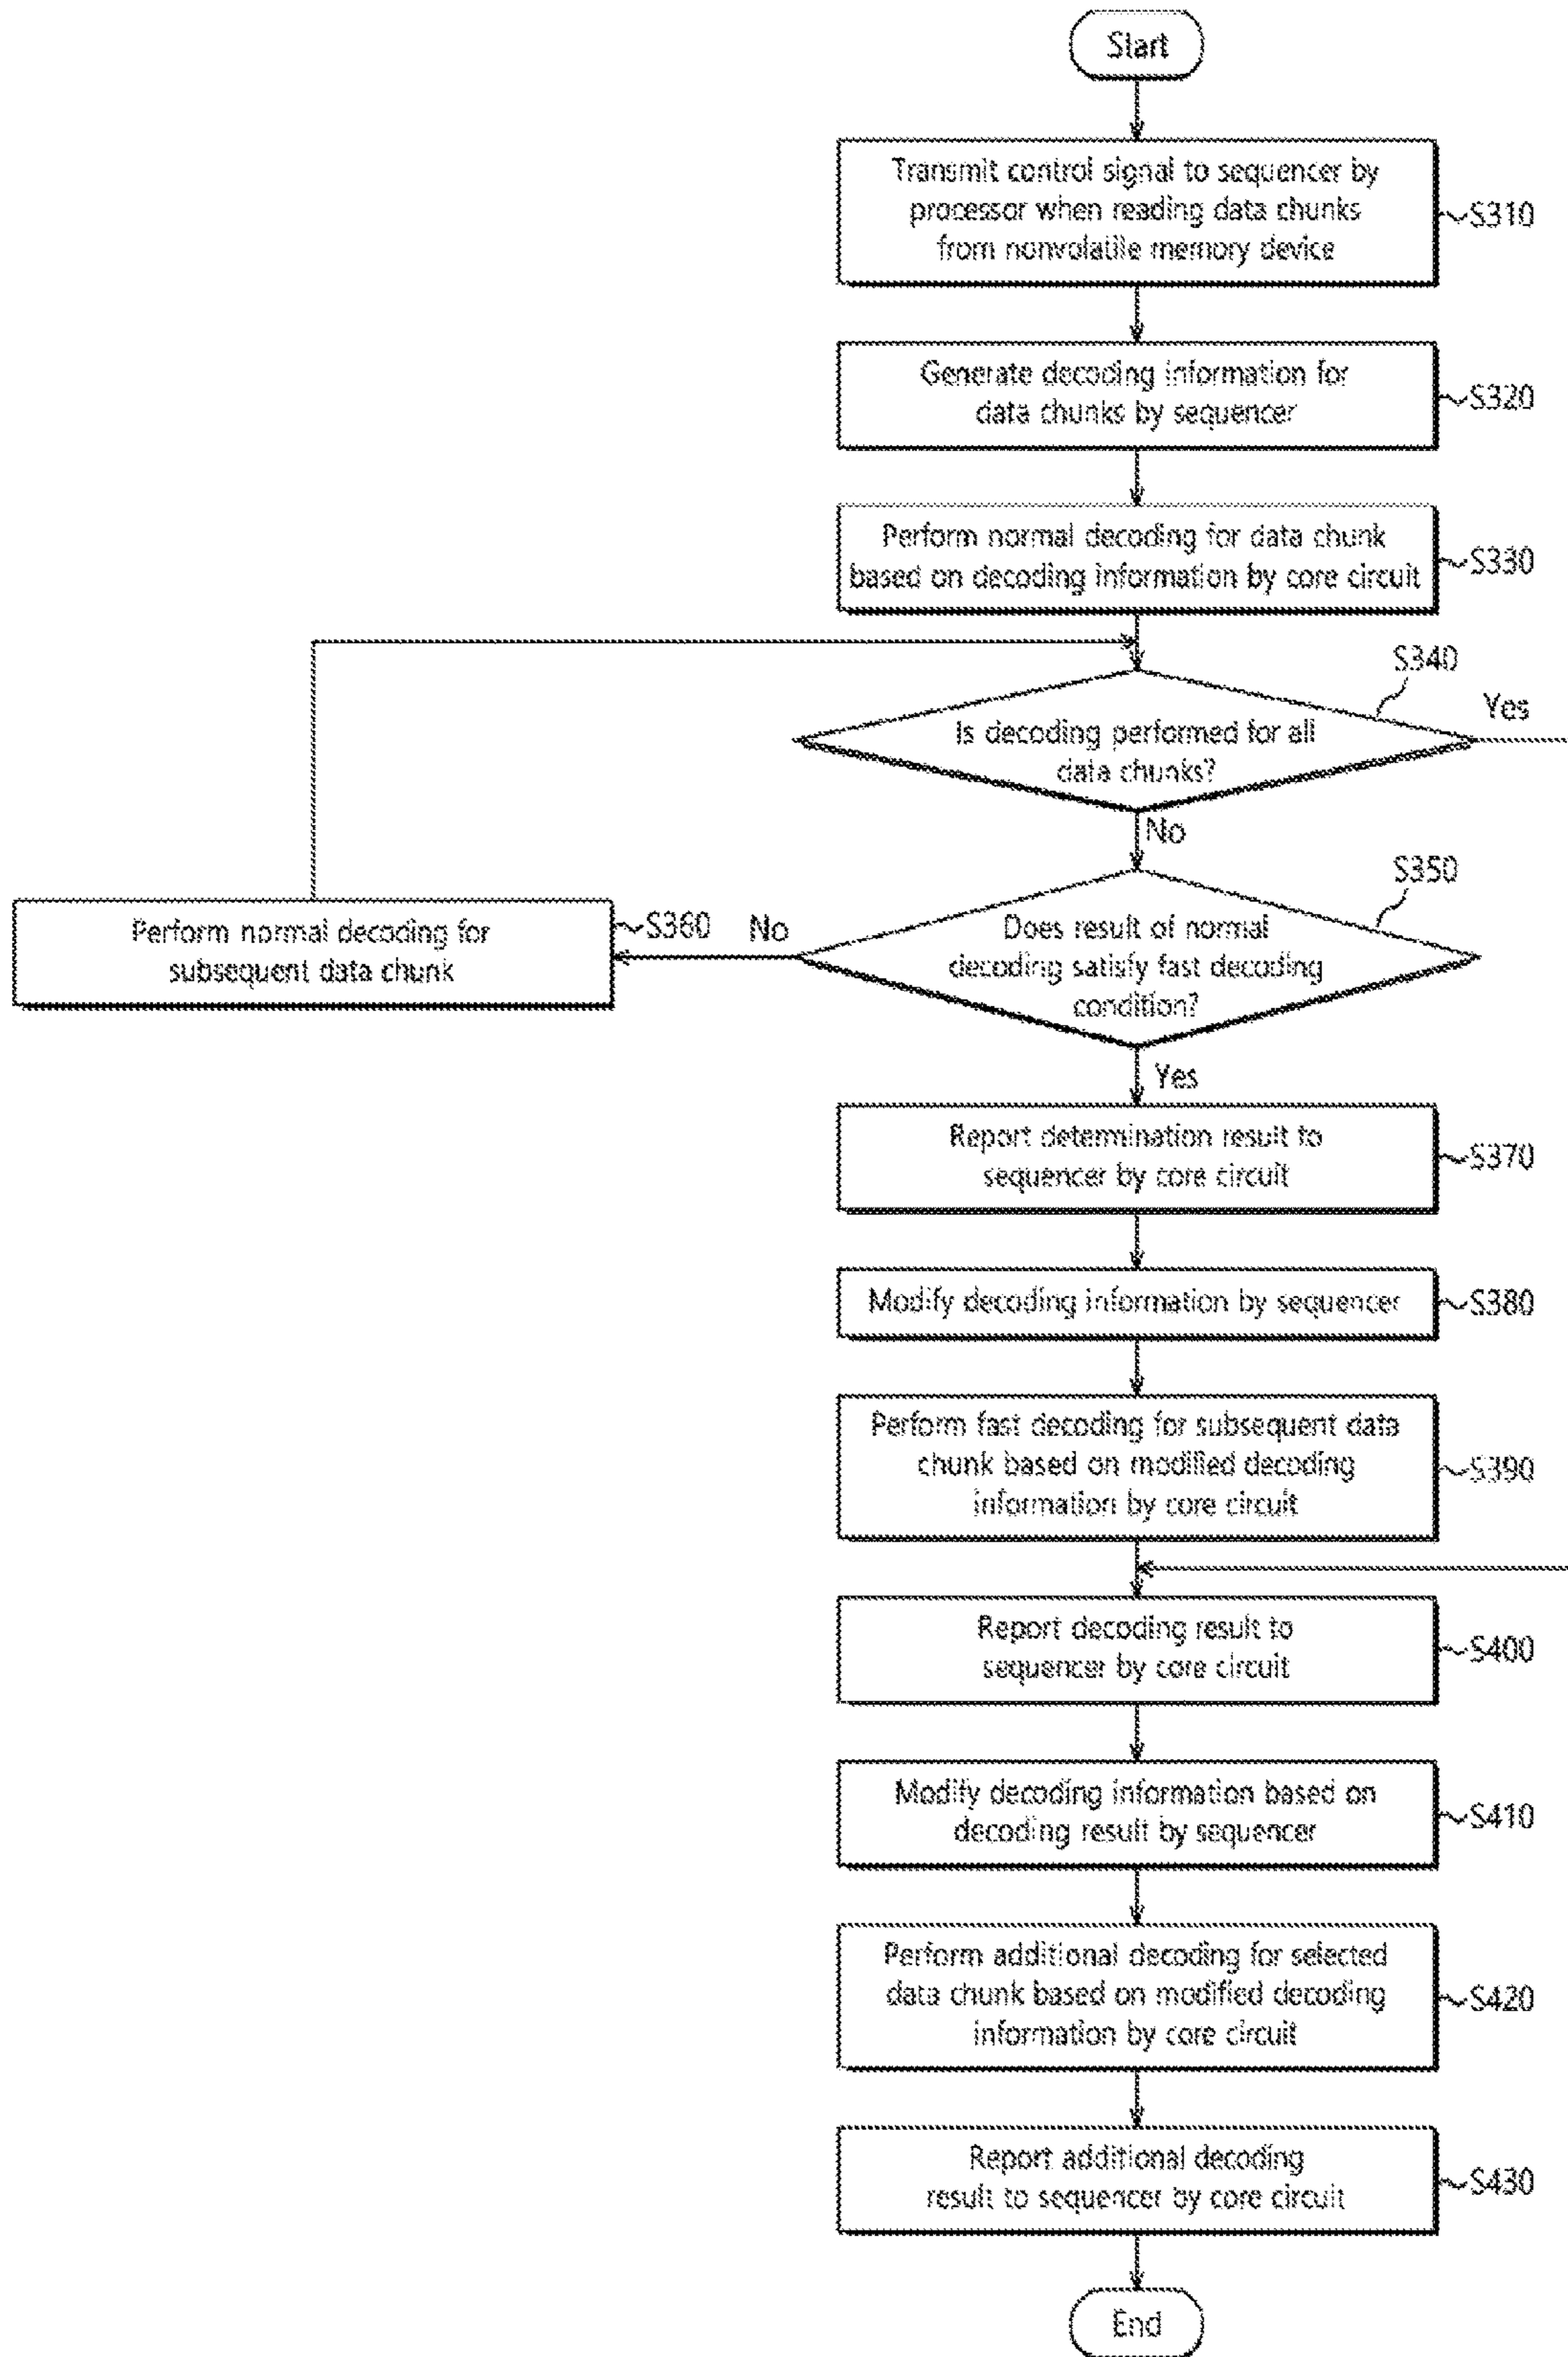 Start
Transmit control signal to sequencer by
processor when reading data chunks
from nonvolatile memory device
S310
Generate decoding information for
data chunks by sequencer
S320
Perform normal decoding for data chunk
based on decoding information by core circuit
S330
S340
Yes
Is decoding performed for all
data chunks?
No
S350
Does result of normal
decoding satisfy fast decoding
condition?
No
S360
Perform normal decoding for
subsequent data chunk
Yes
Report determination result to
sequencer by core circuit
S370
Modify decoding information by sequencer
S380
Perform fast decoding for subsequent data
chunk based on modified decoding
information by core circuit
S390
Report decoding result to
sequencer by core circuit
S400
Modify decoding information based on
decoding result by sequencer
S410
Perform additional decoding for selected
data chunk based on modified decoding
information by core circuit
S420
Report additional decoding
result to sequencer by core circuit
S430
End